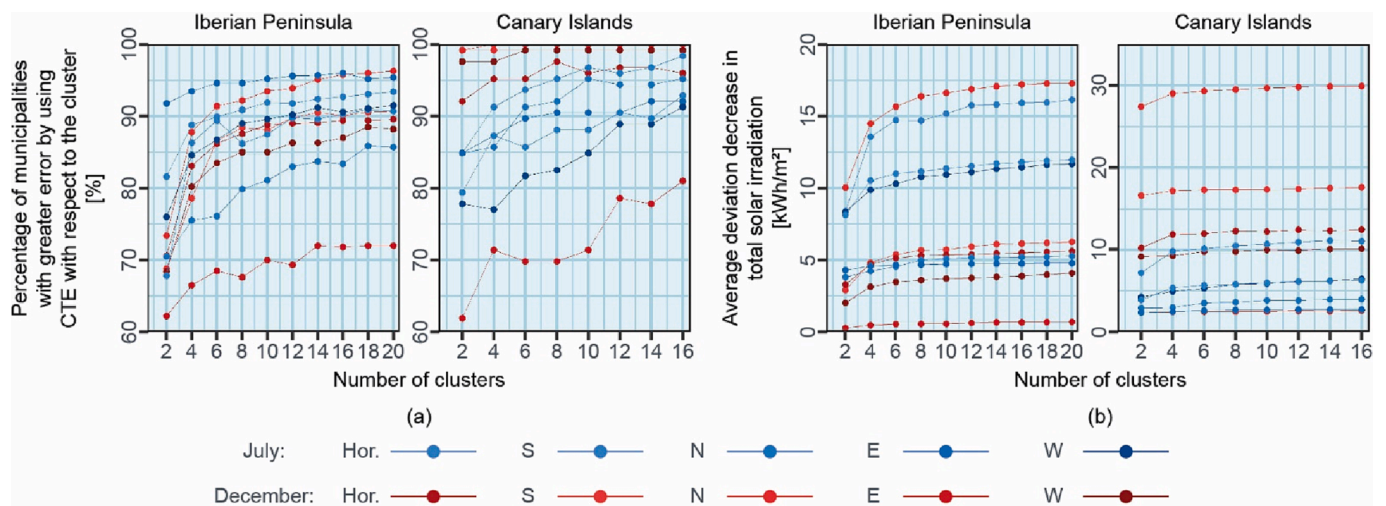 Iberian Peninsula Canary Islands Iberian Peninsula Canary Islands
Percentage of municipalities
with greater error by using
CTE with respect to the cluster
[%]
100
90
80
70
60
100
90
80
70
60
Average deviation decrease in
total solar irradiation
[kWh/m²]
20
15
10
5
0
30
20
10
0
2 4 6 8 10 12 14 16 18 20 2 4 6 8 10 12 14 16 2 4 6 8 10 12 14 16 18 20 2 4 6 8 10 12 14 16
Number of clusters Number of clusters
(a) (b)
July: Hor. S N E W
December: Hor. S N E W